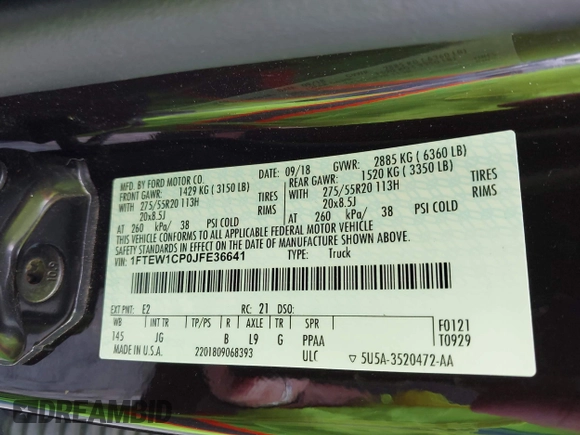 MFD. BY FORD MOTOR CO.
DATE: 09/18 GVWR: 2885 KG ( 6360 LB)
FRONT GAWR: 1429 KG ( 3150 LB) REAR GAWR: 1520 KG ( 3350 LB)
WITH 275/55R20 113H TIRES WITH 275/55R20 113H TIRES
20x8.5J RIMS 20x8.5J RIMS
AT 260 kPa/ 38 PSI COLD AT 260 kPa/ 38 PSI COLD
THIS VEHICLE CONFORMS TO ALL APPLICABLE FEDERAL MOTOR VEHICLE
SAFETY STANDARDS IN EFFECT ON THE DATE OF MANUFACTURE SHOWN ABOVE.
VIN: 1FTEW1CP0JFE36641 TYPE: Truck
EXT PNT: E2 RC: 21 DSO: F0121
WB INT TR TP/PS R AXLE TR SPR T0929
145 JG B L9 G PPAA
MADE IN U.S.A. 2201809068393 ULC ▽ 5U5A-3520472-AA
DREAMBID